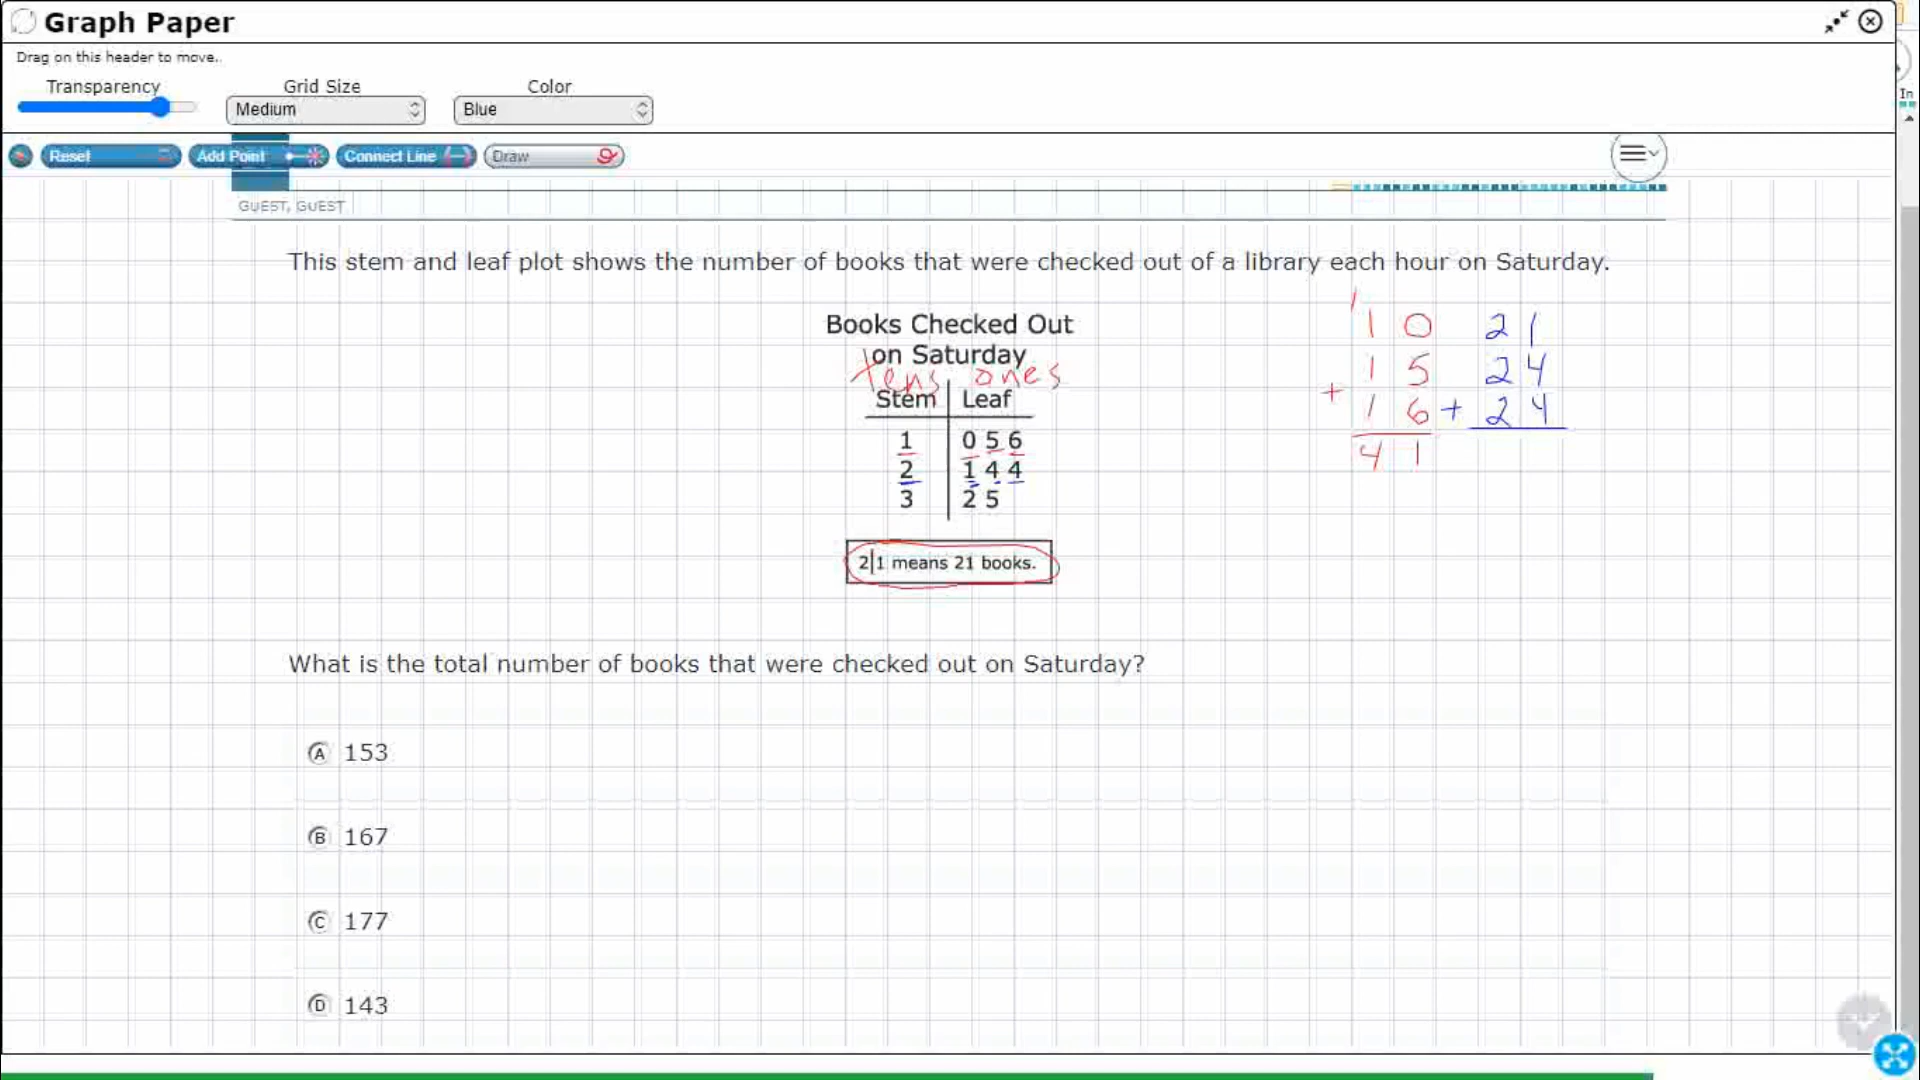 Graph Paper
Drag on this header to move..
Transparency Grid Size Color
Medium Blue
Reset Add Point Connect Line Draw
In
GUEST, GUEST
This stem and leaf plot shows the number of books that were checked out of a library each hour on Saturday.
Books Checked Out
on Saturday
tens ones
Stem Leaf
1 0 5 6
2 1 4 4
3 2 5
2|1 means 21 books.
1
1 0
1 5
+ 1 6
4 1
2 1
2 4
+ 2 4
What is the total number of books that were checked out on Saturday?
A 153
B 167
C 177
D 143